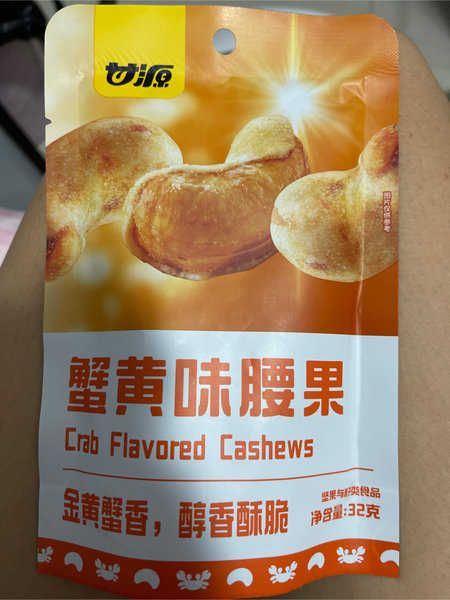 甘源
图片仅供参考
蟹黄味腰果
Crab Flavored Cashews
金黄蟹香，醇香酥脆
坚果与籽类食品
净含量:32克